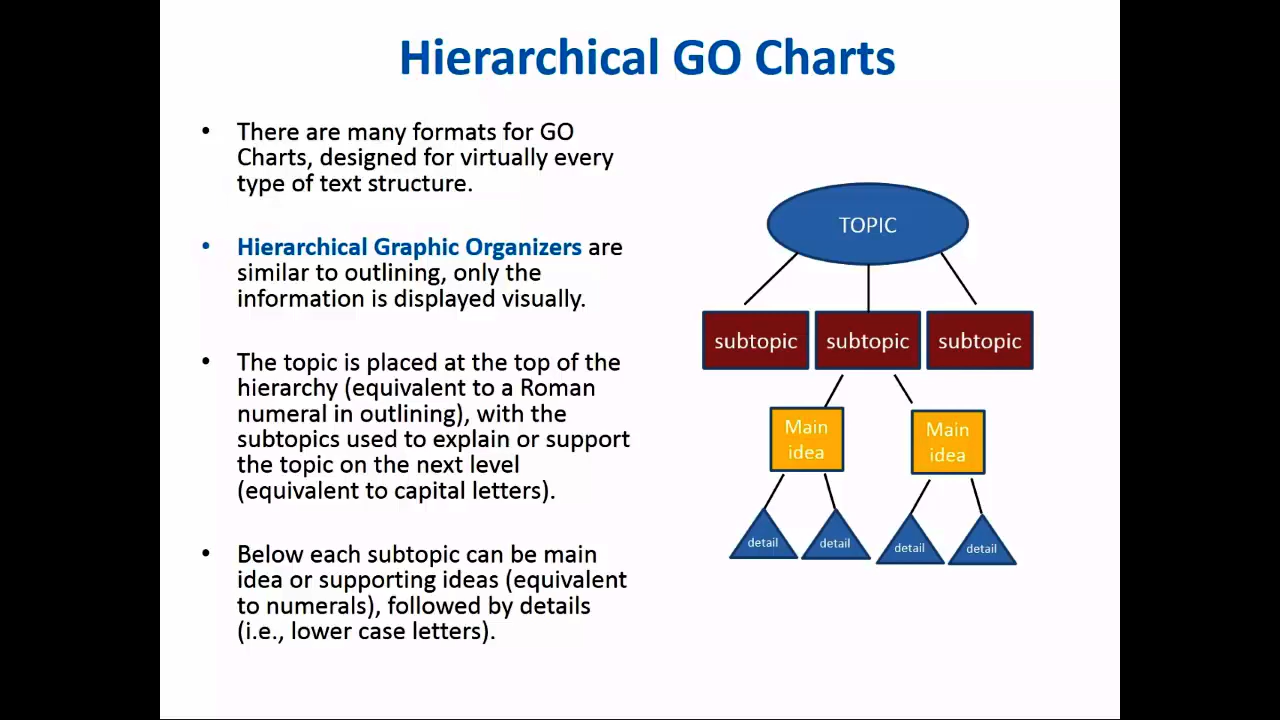 Hierarchical GO Charts
• There are many formats for GO
Charts, designed for virtually every
type of text structure.
• Hierarchical Graphic Organizers are
similar to outlining, only the
information is displayed visually.
• The topic is placed at the top of the
hierarchy (equivalent to a Roman
numeral in outlining), with the
subtopics used to explain or support
the topic on the next level
(equivalent to capital letters).
• Below each subtopic can be main
idea or supporting ideas (equivalent
to numerals), followed by details
(i.e., lower case letters).
TOPIC
subtopic subtopic subtopic
Main
idea
Main
idea
detail detail detail detail